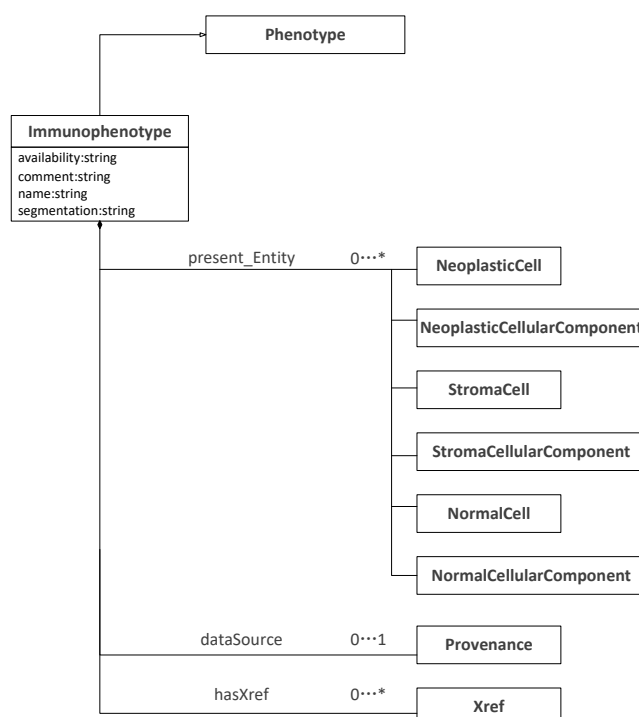 Phenotype
Immunophenotype
availability:string
comment:string
name:string
segmentation:string
present_Entity 0···* NeoplasticCell
NeoplasticCellularComponent
StromaCell
StromaCellularComponent
NormalCell
NormalCellularComponent
dataSource 0···1 Provenance
hasXref 0···* Xref